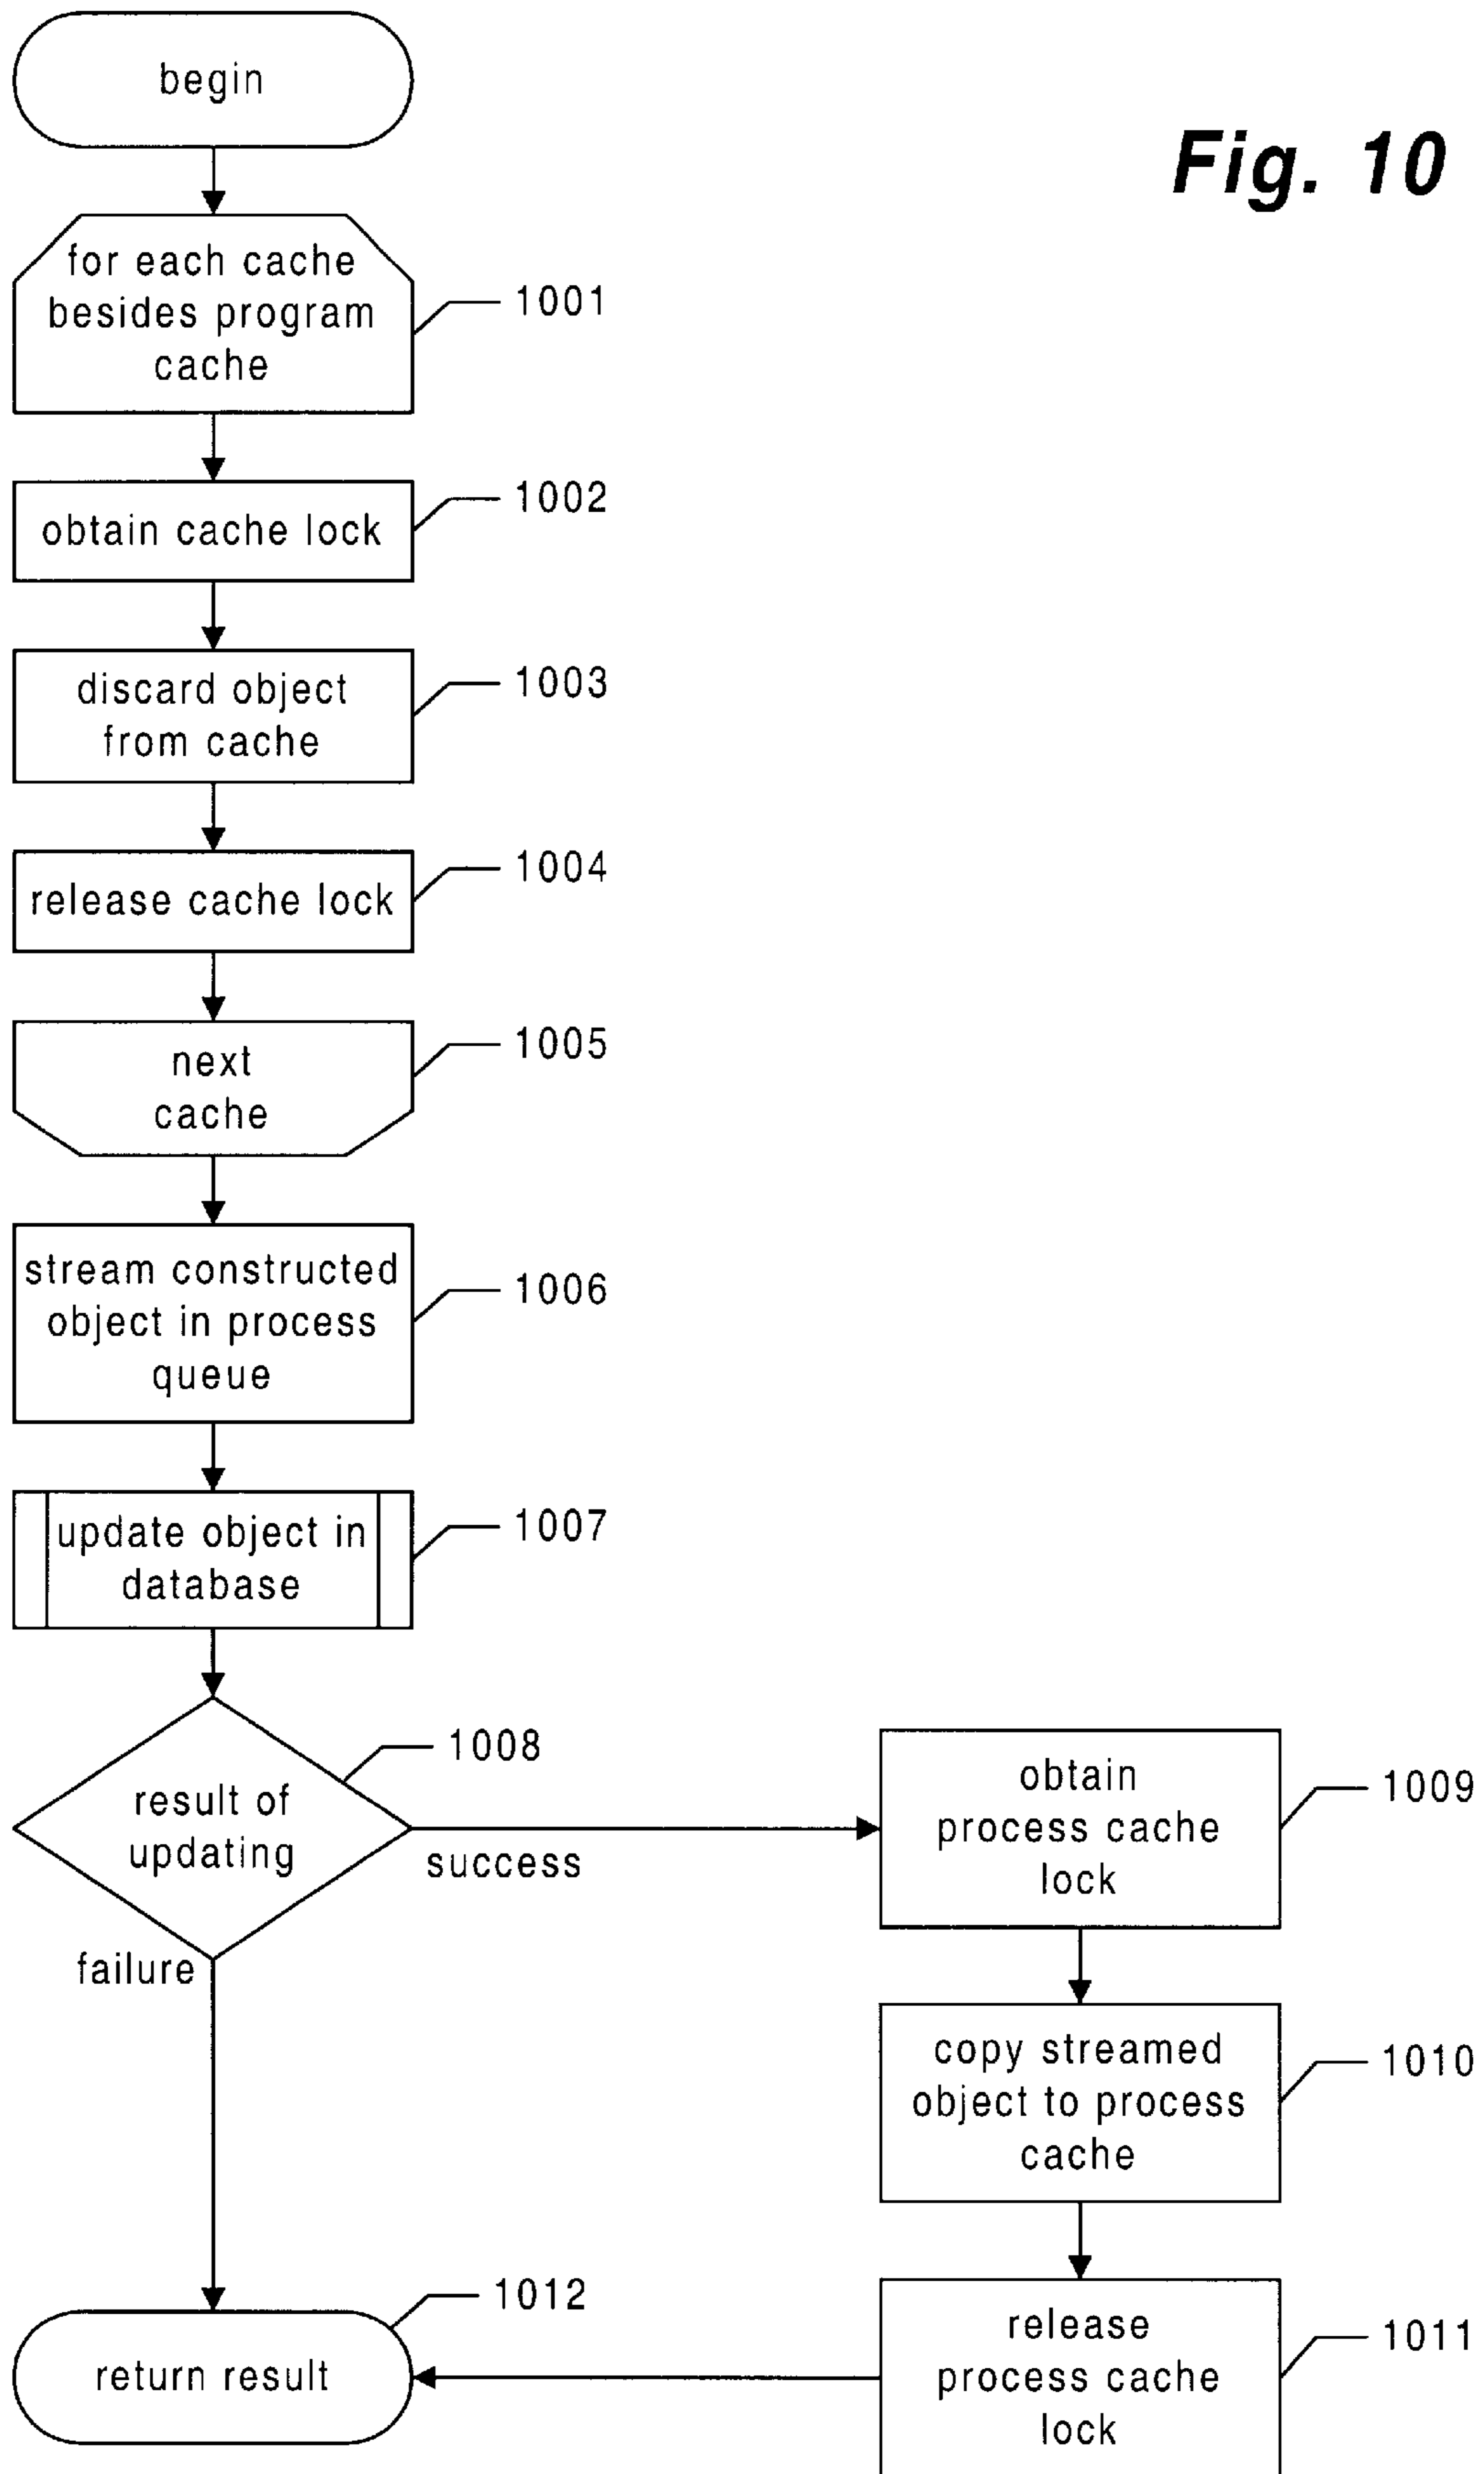 begin
Fig. 10
for each cache
besides program
cache
1001
obtain cache lock
1002
discard object
from cache
1003
release cache lock
1004
next
cache
1005
stream constructed
object in process
queue
1006
update object in
database
1007
result of
updating
1008
success
failure
obtain
process cache
lock
1009
copy streamed
object to process
cache
1010
release
process cache
lock
1011
return result
1012